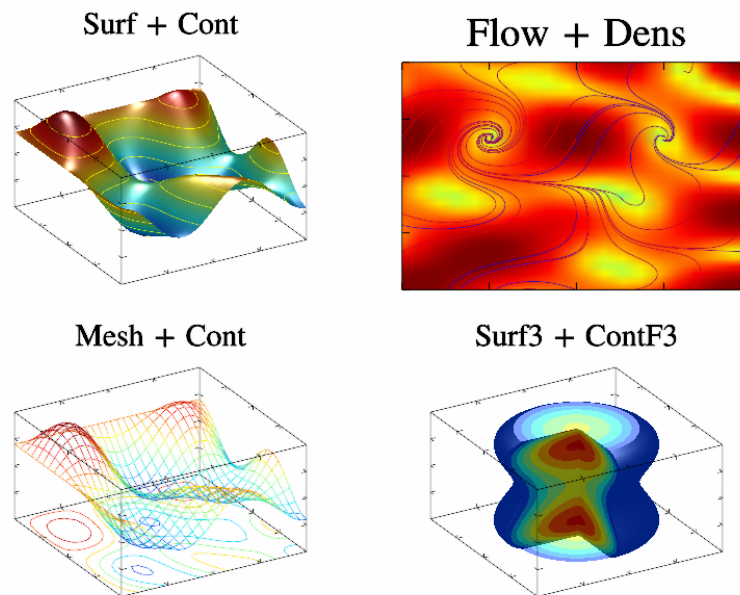 Surf + Cont
Flow + Dens
Mesh + Cont
Surf3 + ContF3